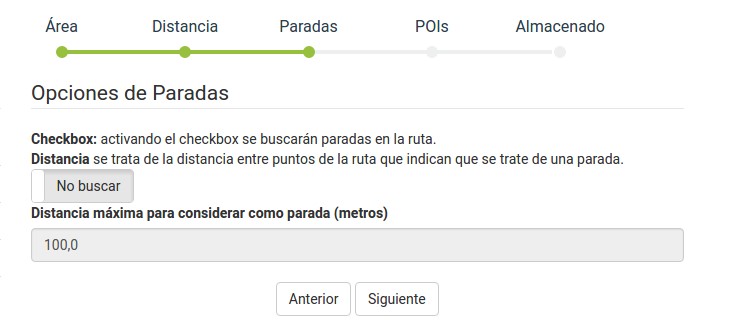 Área Distancia Paradas POIs Almacenado
Opciones de Paradas
Checkbox: activando el checkbox se buscarán paradas en la ruta.
Distancia se trata de la distancia entre puntos de la ruta que indican que se trate de una parada.
No buscar
Distancia máxima para considerar como parada (metros)
100,0
Anterior Siguiente